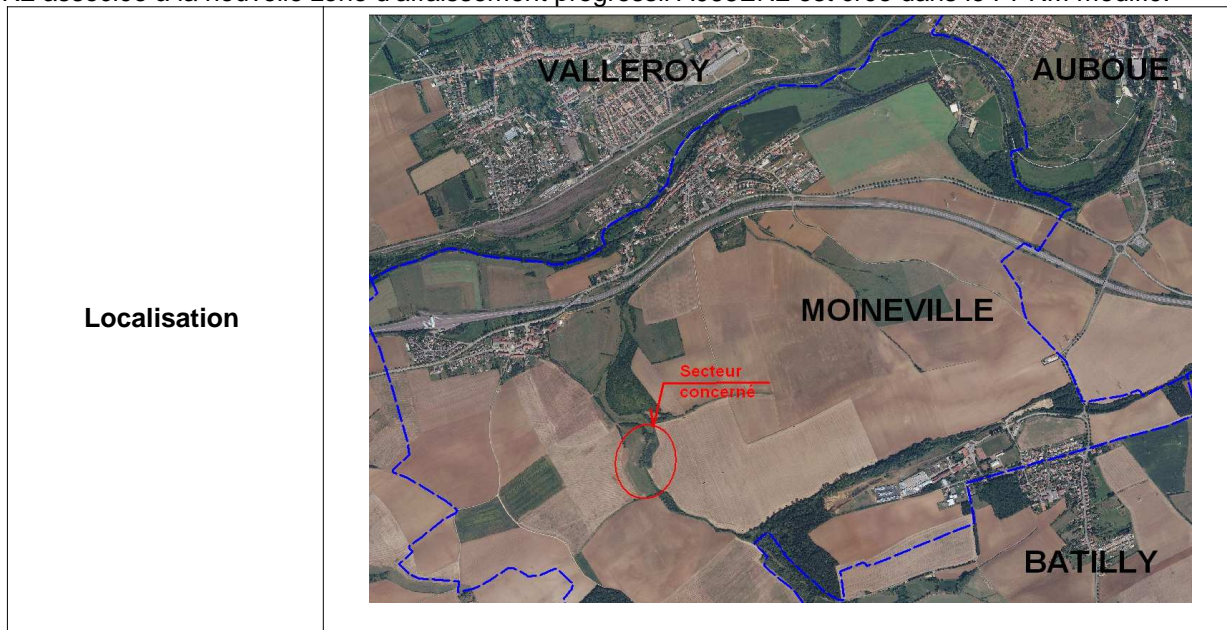 Localisation
VALLEROY
AUBOUE
MOINEVILLE
Secteur
concerné
BATILLY